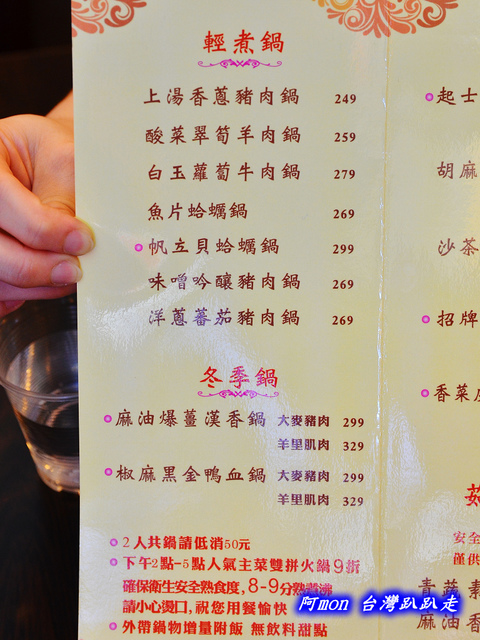 輕煮鍋
上湯香蔥豬肉鍋 249
酸菜翠筍羊肉鍋 259
白玉蘿蔔牛肉鍋 279
魚片蛤蠣鍋 269
帆立貝蛤蠣鍋 299
味噌吟釀豬肉鍋 269
洋蔥蕃茄豬肉鍋 269
冬季鍋
麻油爆薑漢香鍋 大麥豬肉 299
羊里肌肉 329
椒麻黑金鴨血鍋 大麥豬肉 299
羊里肌肉 329
2人共鍋請低消50元
下午2點-5點人氣主菜雙拼火鍋9折
確保衛生安全熟食度, 8-9分熟
請小心燙口, 祝您用餐愉快
外帶鍋物增量附飯 無飲料甜點
起士
胡麻
沙茶
招牌
香菜
安全
僅供
青蔬
麻油
阿mon 台灣趴趴走